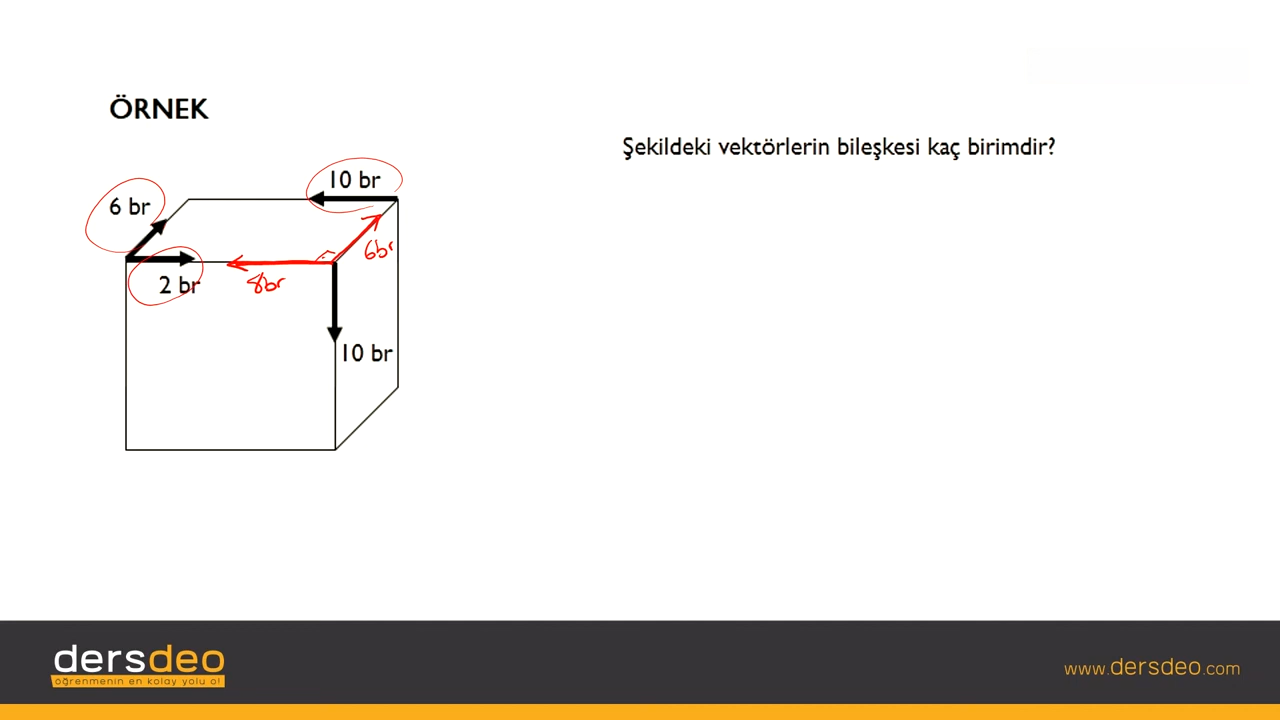 ÖRNEK
Şekildeki vektörlerin bileşkesi kaç birimdir?
10 br
6 br
6br
2 br
8br
10 br
dersdeo
öğrenmenin en kolay yolu o!
www.dersdeo.com